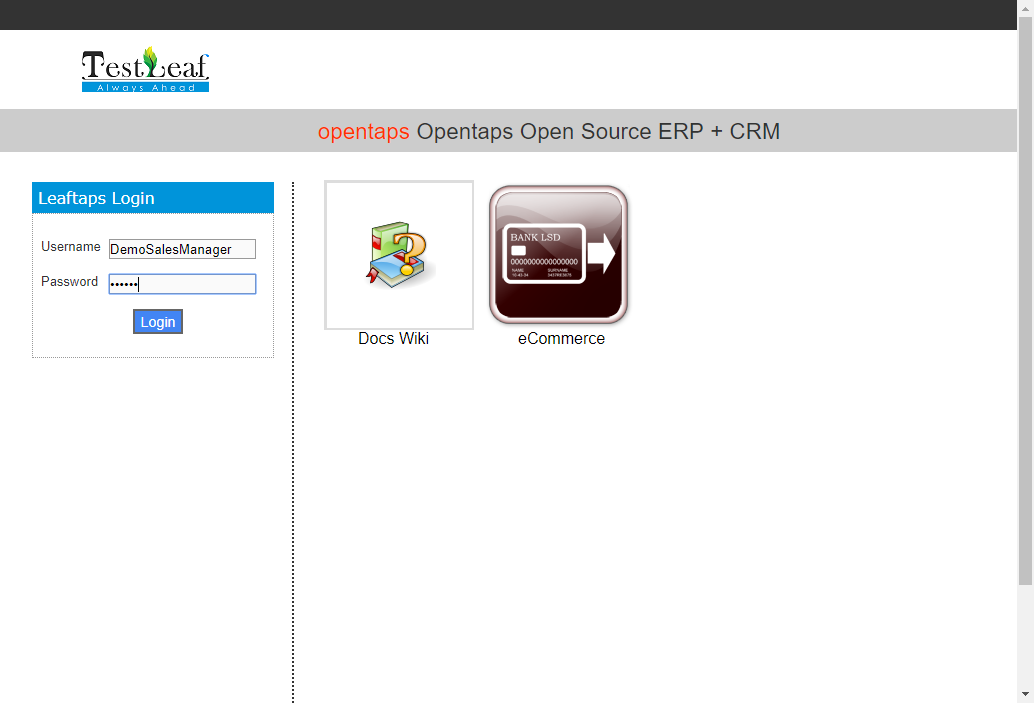 TestLeaf
Always Ahead
opentaps Opentaps Open Source ERP + CRM
Leaftaps Login
Username DemoSalesManager
Password ••••••
Login
BANK LSD
0000000000000000
NAME SURNAME
Docs Wiki
eCommerce